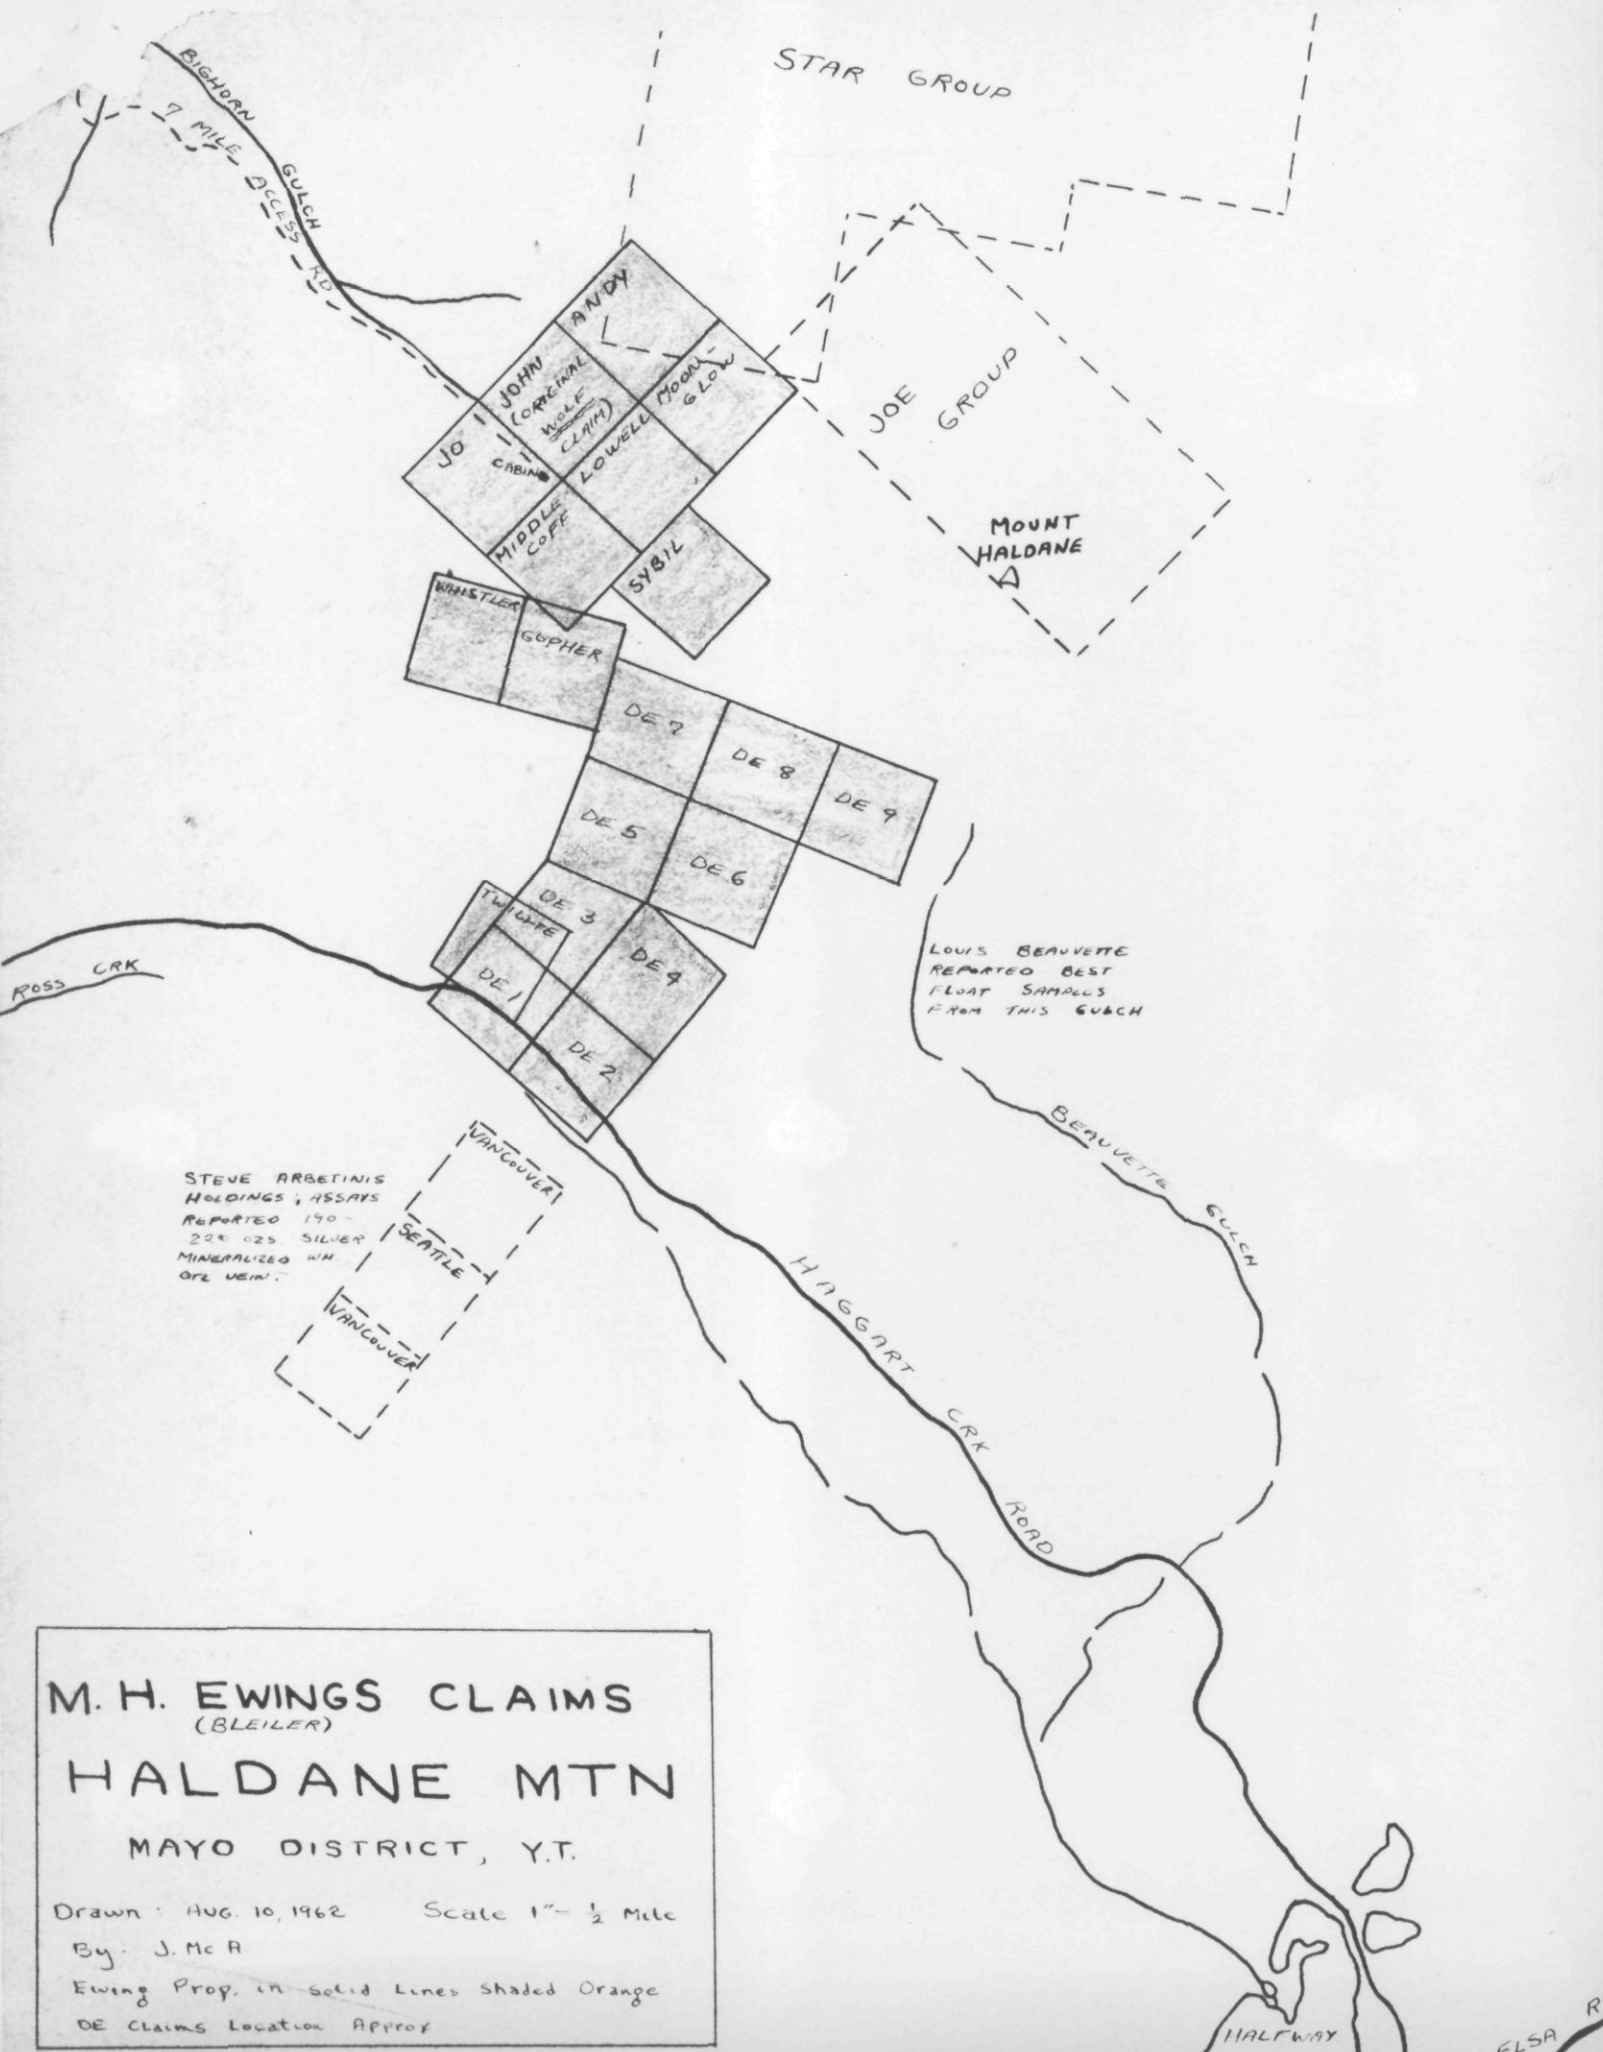 STAR GROUP
BIGHORN GULCH
7 MILE ACCESS RD
ANDY
JOHN
(ORIGINAL
WOLF
CLAIM)
MOON-
GLOW
JO
CABIN
LOWELL
MIDDLE
COFF
SYBIL
JOE
GROUP
MOUNT
HALDANE
WHISTLER
GOPHER
DE 7
DE 8
DE 9
DE 5
DE 6
TWILITE
DE 3
DE 4
DE 1
DE 2
ROSS CRK
LOUIS BEAUVETTE
REPORTED BEST
FLOAT SAMPLES
FROM THIS GULCH
BEAUVETTE GULCH
STEVE ARBETINIS
HOLDINGS; ASSAYS
REPORTED 190-
OZS SILVER
MINERALIZED
QTZ VEIN.
VANCOUVER
SEATTLE
VANCOUVER
HAGGART CRK ROAD
M. H. EWINGS CLAIMS
(BLEILER)
HALDANE MTN
MAYO DISTRICT, Y.T.
Drawn: AUG. 10, 1962 Scale 1"- ½ Mile
By. J. Mc A
Ewing Prop. in Solid Lines Shaded Orange
DE Claims Location Approx
HALFWAY
ELSA R